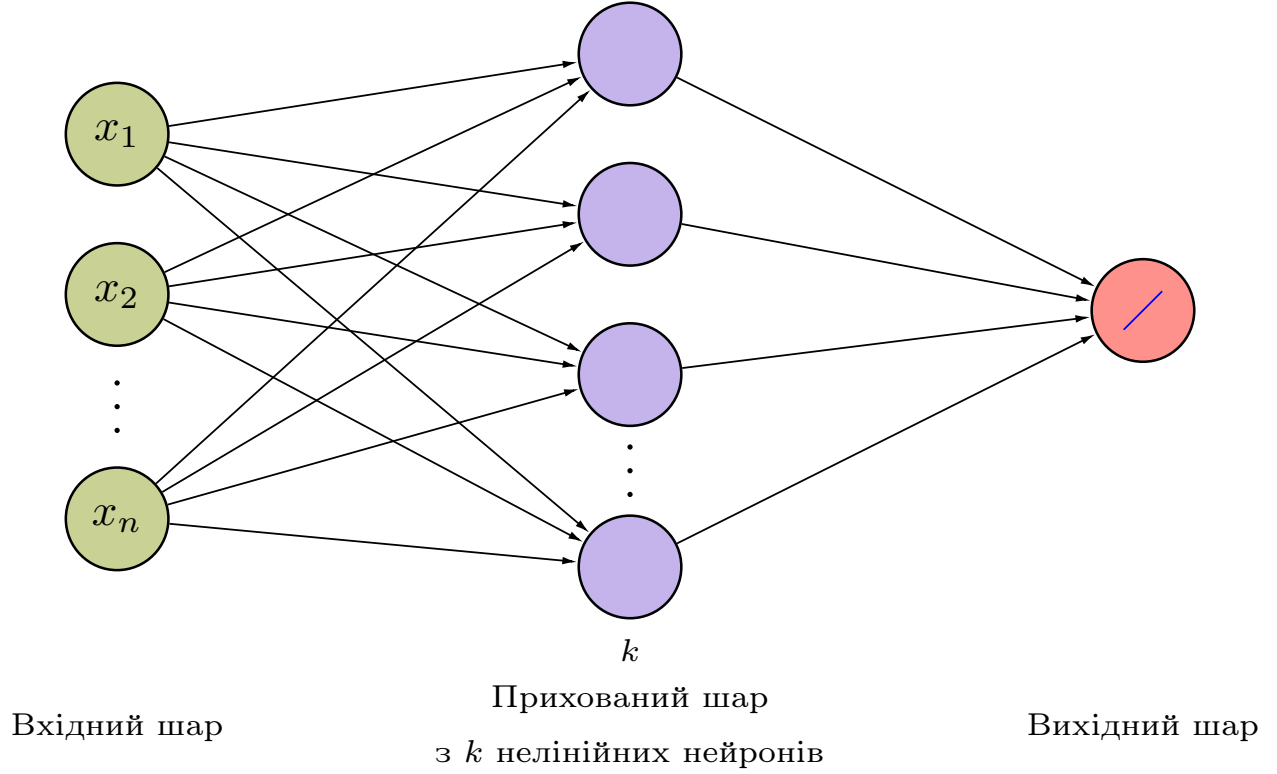 x₁
x₂
xₙ
k
Вхідний шар
Прихований шар
з k нелінійних нейронів
Вихідний шар